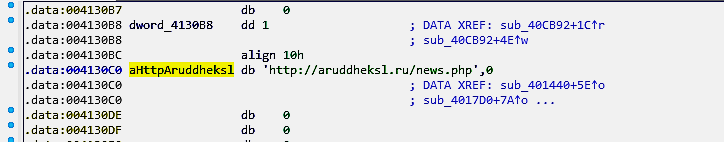 .data:004130B7 db 0
.data:004130B8 dword_4130B8 dd 1 ; DATA XREF: sub_40CB92+1C↑r
.data:004130B8 ; sub_40CB92+4E↑w
.data:004130BC align 10h
.data:004130C0 aHttpAruddheksl db 'http://aruddheksl.ru/news.php',0
.data:004130C0 ; DATA XREF: sub_401440+5E↑o
.data:004130C0 ; sub_4017D0+7A↑o ...
.data:004130DE db 0
.data:004130DF db 0